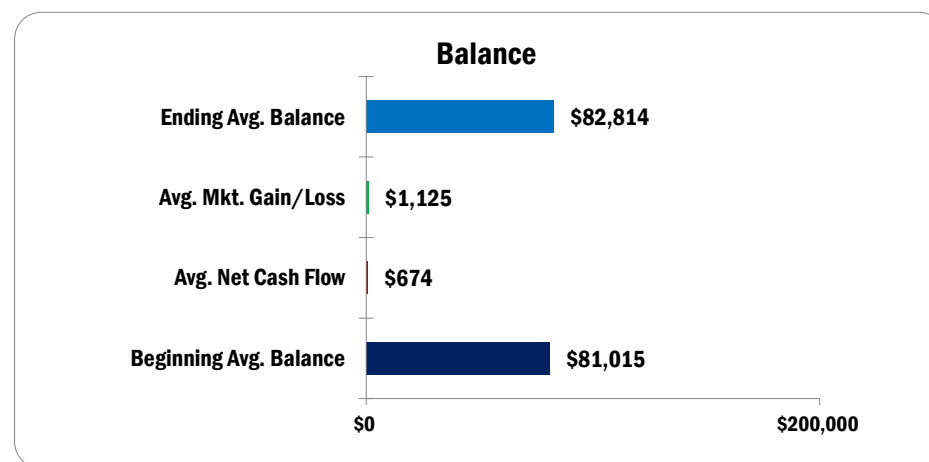 Balance
Ending Avg. Balance $82,814
Avg. Mkt. Gain/Loss $1,125
Avg. Net Cash Flow $674
Beginning Avg. Balance $81,015
$0 $200,000